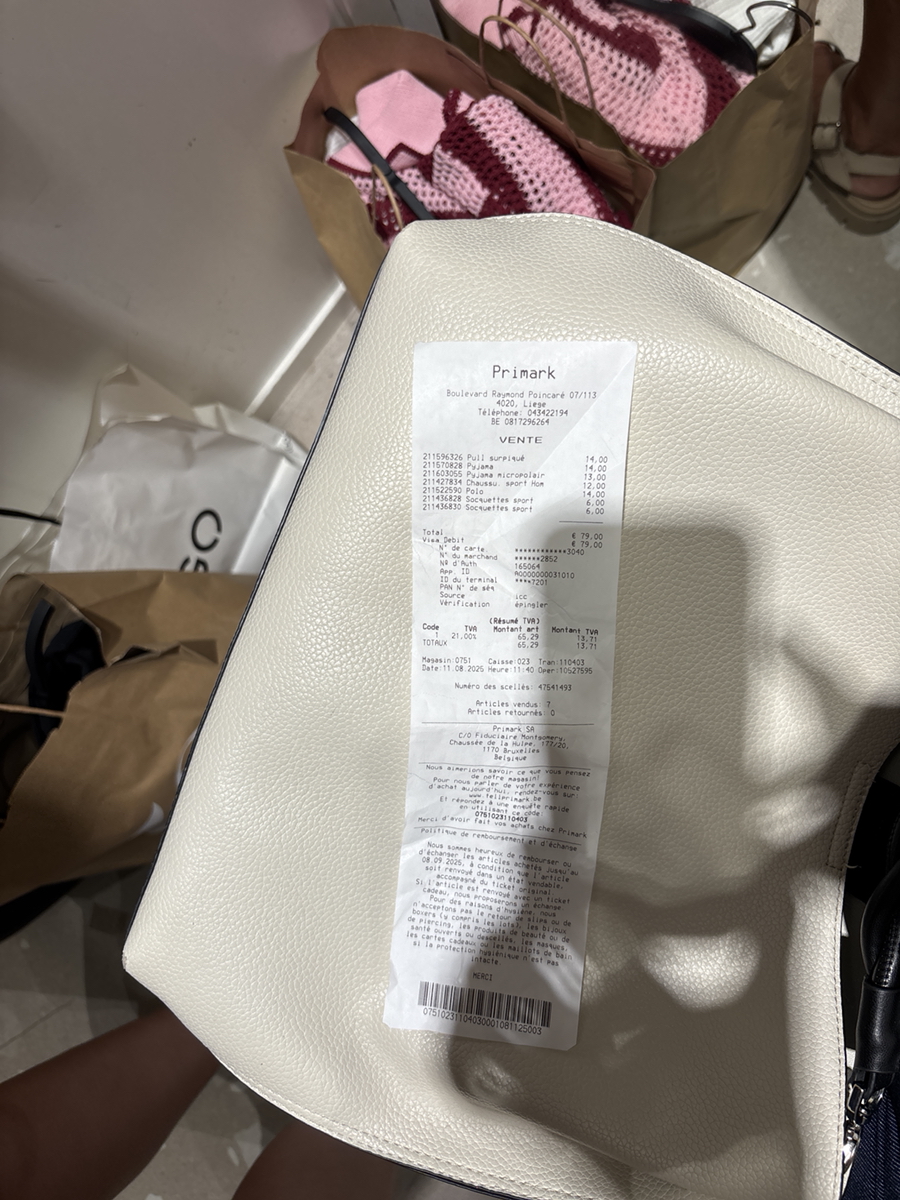 Primark
Boulevard Raymond Poincaré 07/113
4020, Liege
Téléphone: 043422194
BE 0817296264
VENTE
211596326 Pull surpiqué 14,00
211570828 Pyjama 14,00
211603055 Pyjama micropolair 13,00
211427834 Chaussu. sport Hom 12,00
211522590 Polo 14,00
211436828 Socquettes sport 6,00
211436830 Socquettes sport 6,00
Total € 79,00
Visa Debit € 79,00
N° de carte. ************3040
N° du marchand ******2852
Nº d'Auth 165064
App. ID. A0000000031010
ID du terminal ****7201
PAN N° de séq
Source icc
Vérification épingler
(Résumé TVA)
Code TVA Montant art Montant TVA
1 21,00% 65,29 13,71
TOTAUX 65,29 13,71
Magasin:0751 Caisse:023 Tran:110403
Date:11.08.2025 Heure:11:40 Oper:10527595
Numéro des scellés: 47541493
Articles vendus: 7
Articles retournés: 0
Primark SA
C/O Fiduciaire Montgomery,
Chaussée de la Hulpe, 177/20,
1170 Bruxelles
Belgique
Nous aimerions savoir ce que vous pensez
de notre magasin!
Pour nous parler de votre expérience
d'achat aujourd'hui, rendez-vous sur
www.tellprimark.be
Et répondez à une enquête rapide
en utilisant ce code:
0751023110403
Merci d'avoir fait vos achats chez Primark
Politique de remboursement et d'échange
Nous sommes heureux de rembourser ou
d'échanger les articles achetés jusqu'au
08.09.2025, à condition que l'article
soit renvoyé dans un état vendable,
accompagné du ticket original.
Si l'article est renvoyé avec un ticket
cadeau, nous proposerons un échange.
Pour des raisons d'hygiène, nous
n'acceptons pas le retour de slips ou de
boxers (y compris les lots), les bijoux
de piercings, les produits de beauté ou de
santé ouverts ou descellés, les masques,
les cartes cadeaux ou les maillots de bain
si la protection hygiénique n'est pas
intacte.
MERCI
07510231104030001081125003